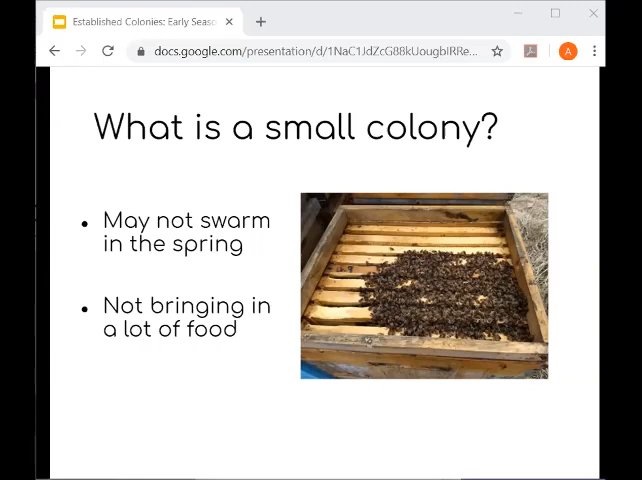 Established Colonies: Early Seaso
docs.google.com/presentation/d/1NaC1JdZcG88kUougbIRRe...
A
What is a small colony?
• May not swarm
in the spring
• Not bringing in
a lot of food